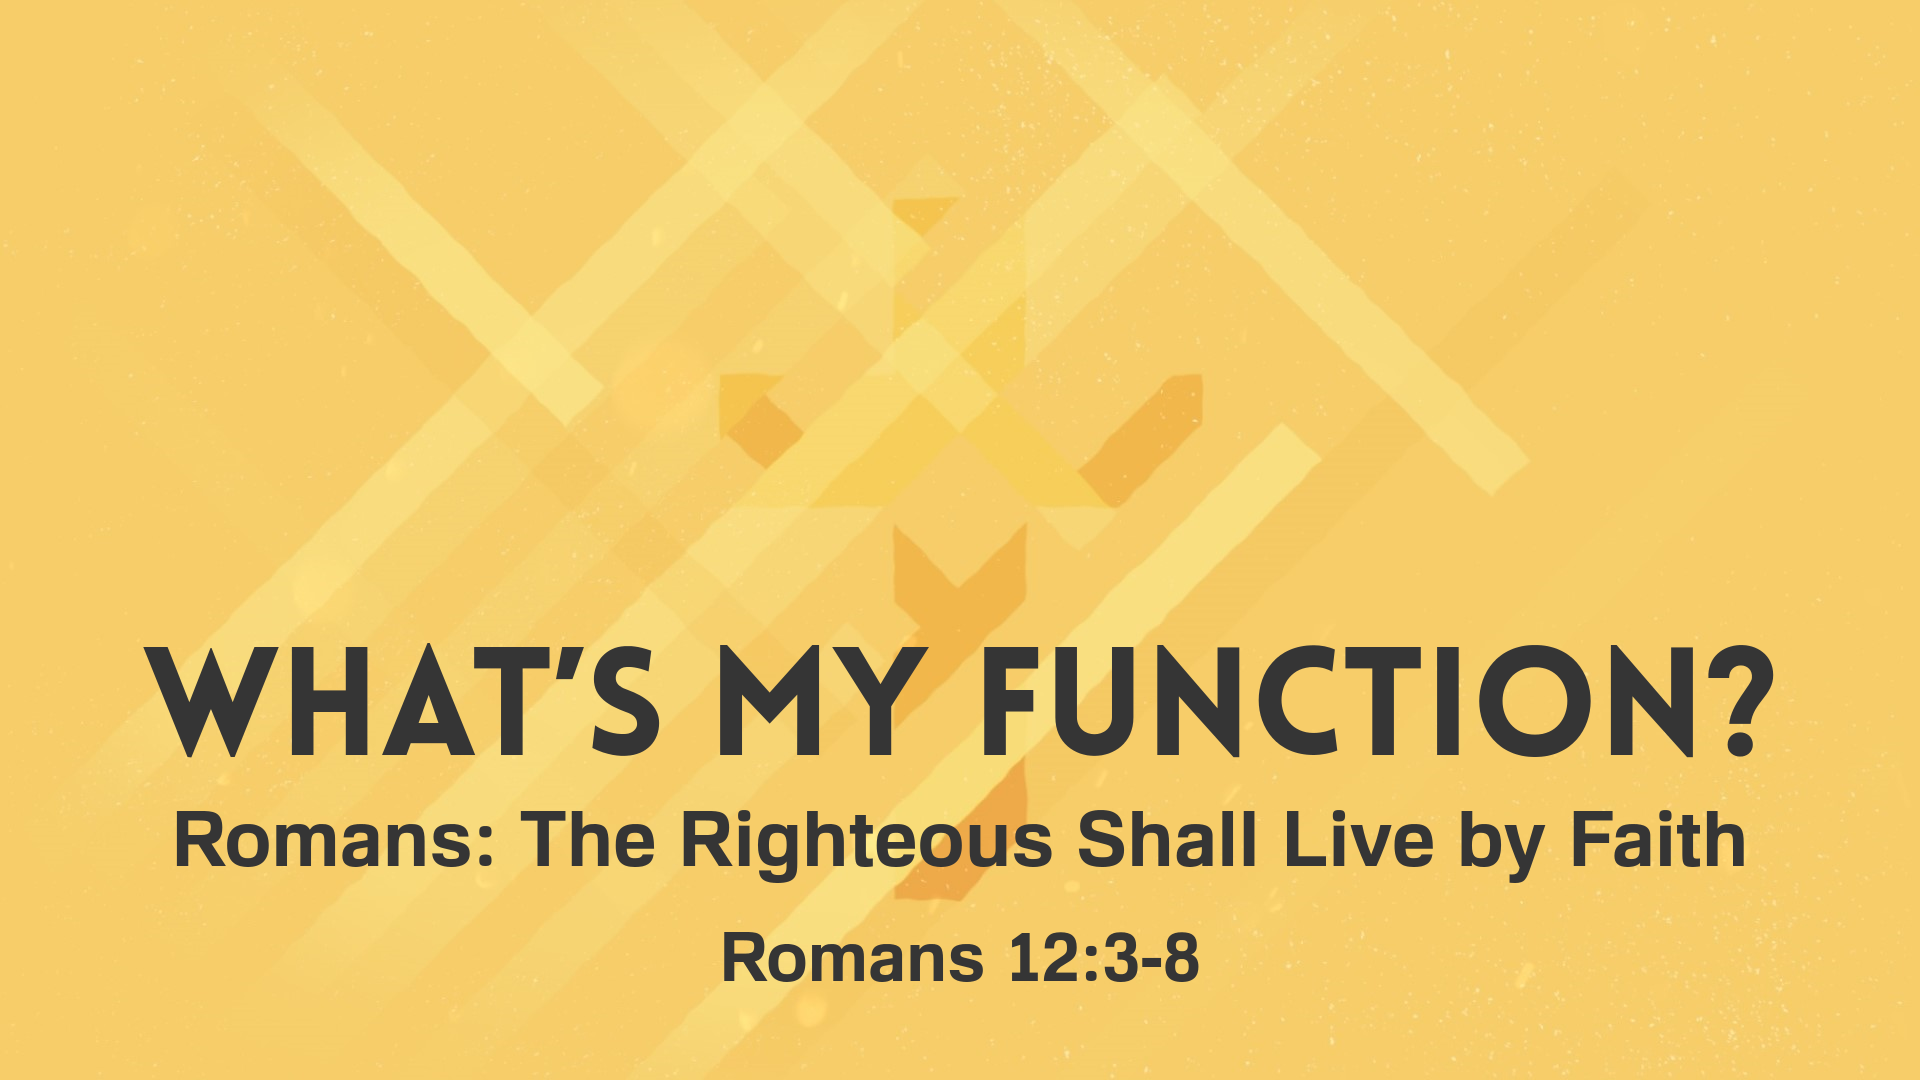 WHAT’S MY FUNCTION?
Romans: The Righteous Shall Live by Faith
Romans 12:3-8